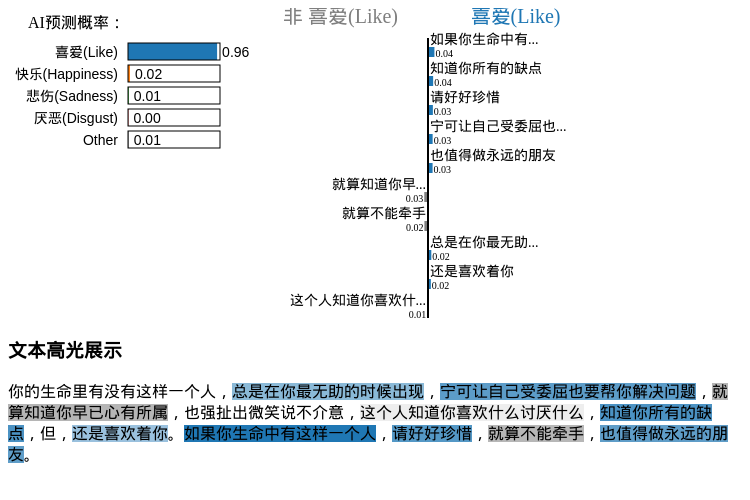 AI预测概率：
喜爱(Like) 0.96
快乐(Happiness) 0.02
悲伤(Sadness) 0.01
厌恶(Disgust) 0.00
Other 0.01
非 喜爱(Like) 喜爱(Like)
如果你生命中有...
0.04
知道你所有的缺点
0.04
请好好珍惜
0.03
宁可让自己受委屈也...
0.03
也值得做永远的朋友
0.03
就算知道你早...
0.03
就算不能牵手
0.02
总是在你最无助...
0.02
还是喜欢着你
0.02
这个人知道你喜欢什...
0.01
文本高光展示
你的生命里有没有这样一个人，总是在你最无助的时候出现，宁可让自己受委屈也要帮你解决问题，就
算知道你早已心有所属，也强扯出微笑说不介意，这个人知道你喜欢什么讨厌什么，知道你所有的缺
点，但，还是喜欢着你。如果你生命中有这样一个人，请好好珍惜，就算不能牵手，也值得做永远的朋
友。